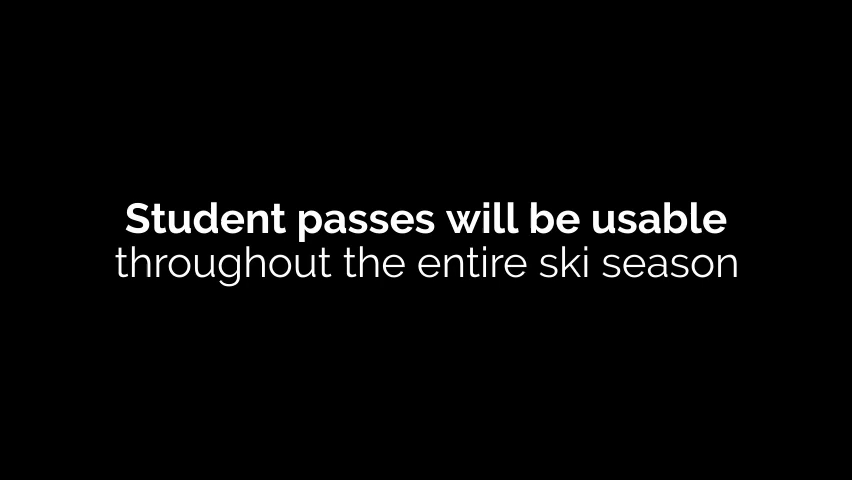 Student passes will be usable
throughout the entire ski season